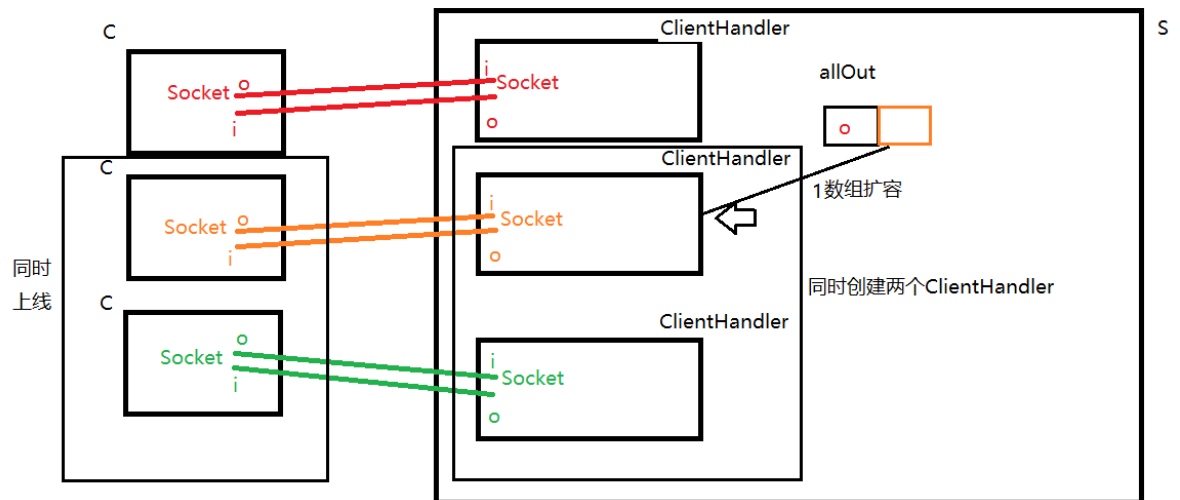 C
ClientHandler
S
Socket
o
i
i
Socket
o
allOut
o
C
ClientHandler
1数组扩容
Socket
o
i
i
Socket
o
同时
上线
同时创建两个ClientHandler
C
ClientHandler
Socket
o
i
i
Socket
o